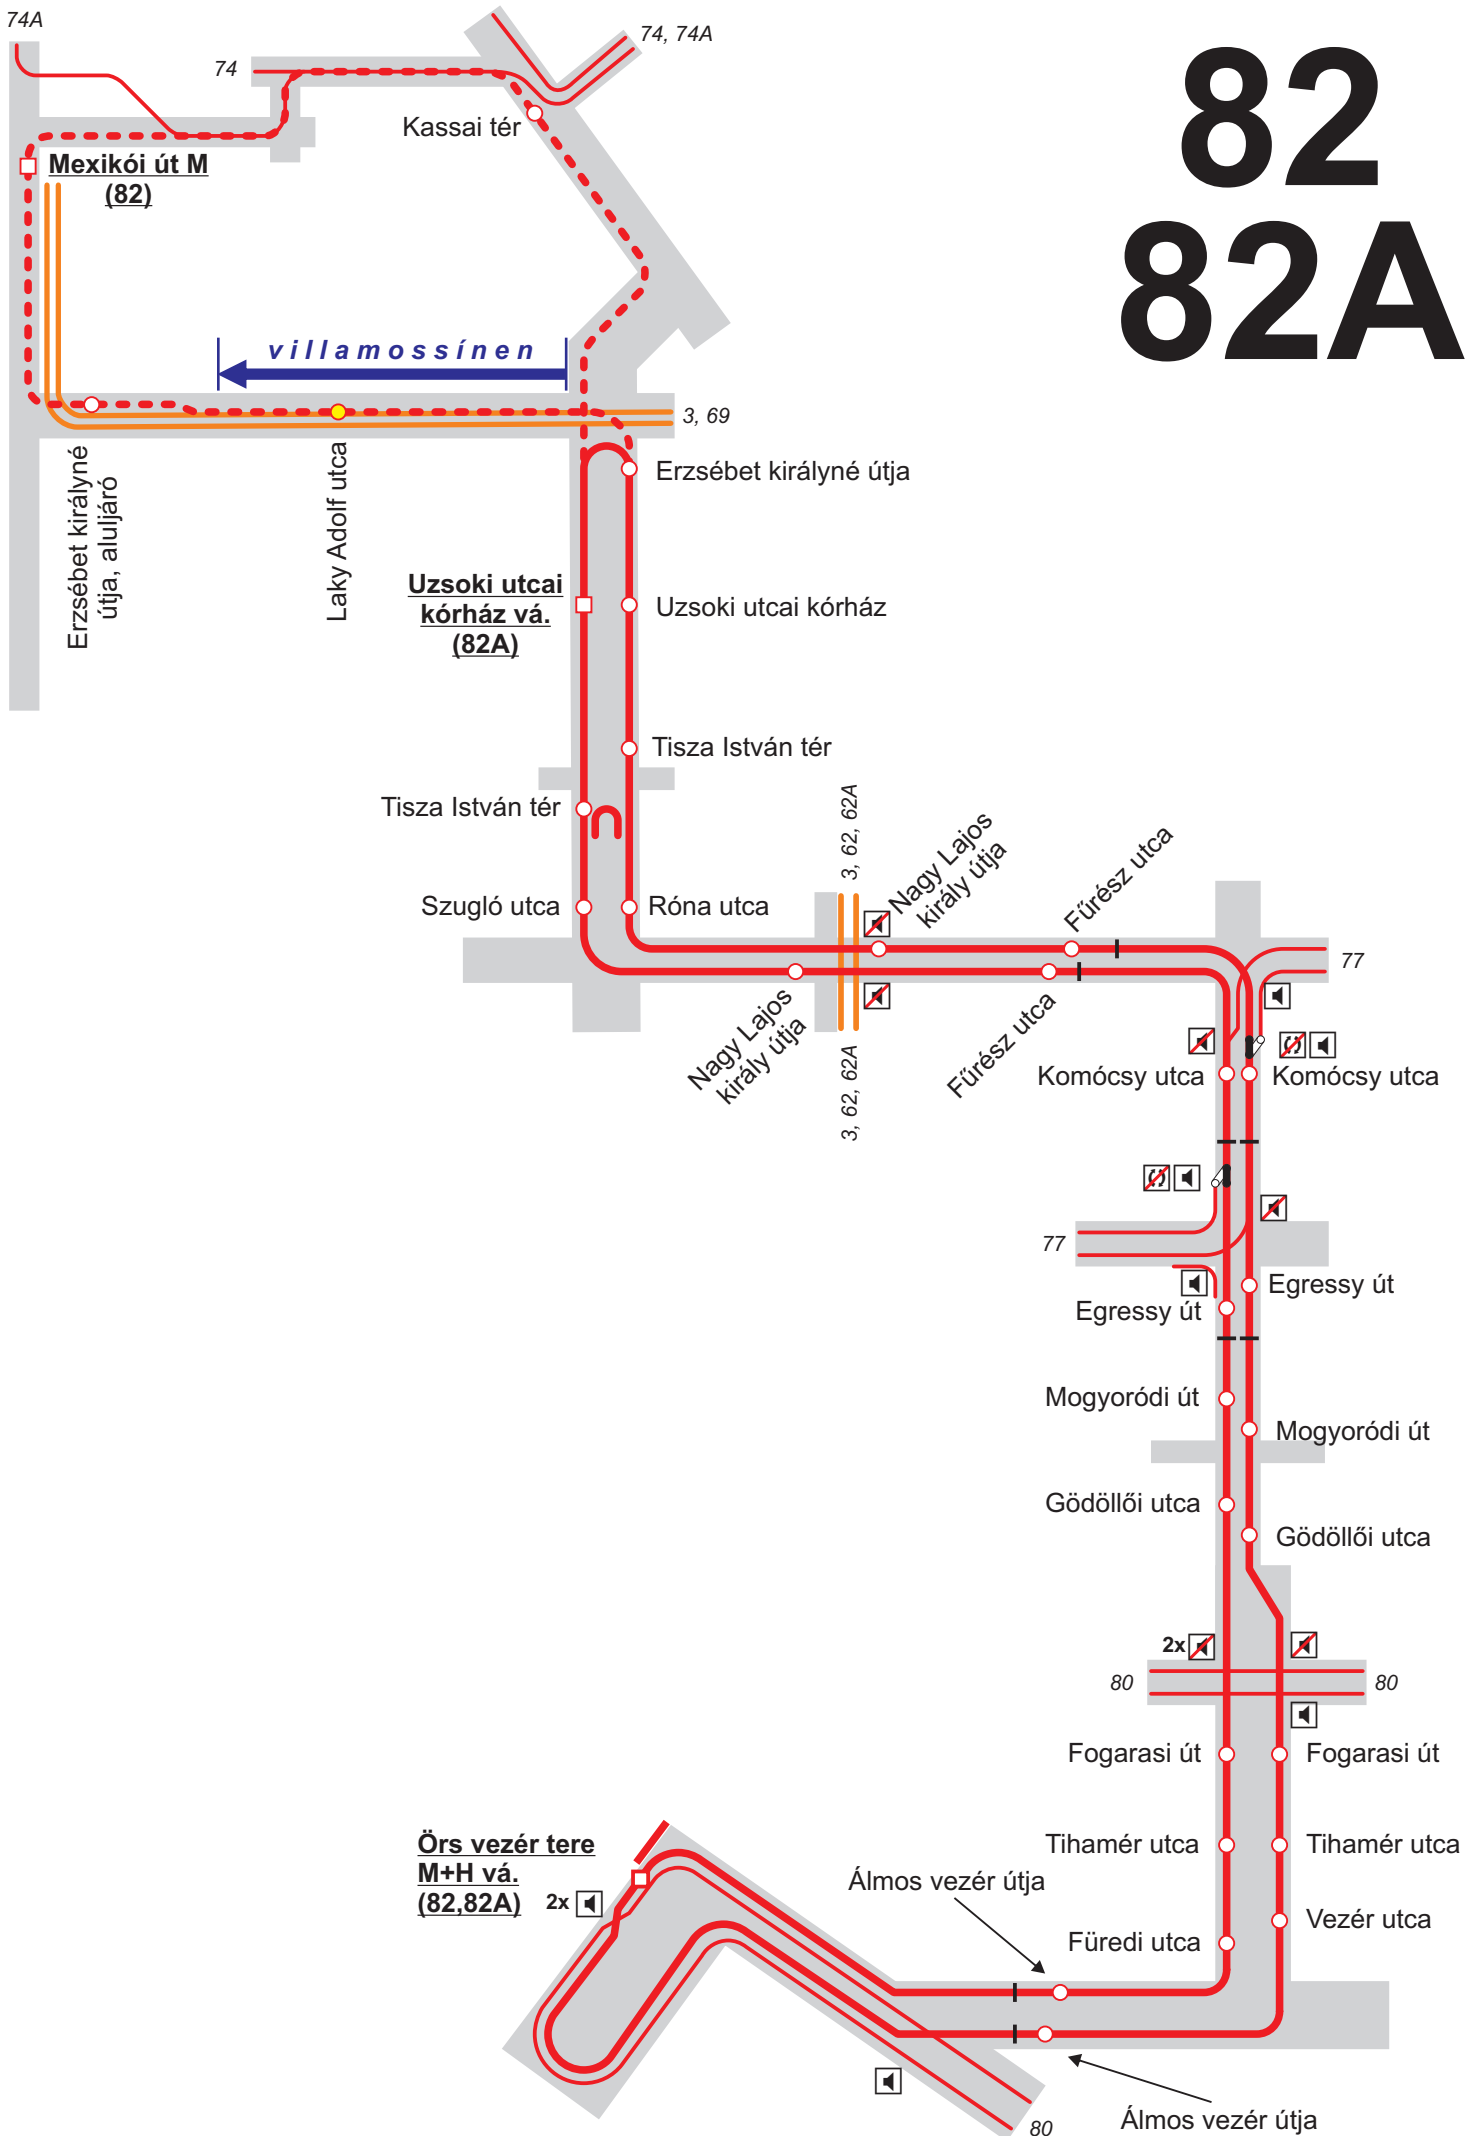 74A
74, 74A
74
82
82A
Kassai tér
Mexikói út M
(82)
villamossínen
3, 69
Erzsébet királyné
útja, aluljáró
Laky Adolf utca
Erzsébet királyné útja
Uzsoki utcai
kórház vá.
(82A)
Uzsoki utcai kórház
Tisza István tér
Tisza István tér
3, 62, 62A
Nagy Lajos
király útja
Fűrész utca
Szugló utca
Róna utca
77
Nagy Lajos
király útja
3, 62, 62A
Fűrész utca
Komócsy utca
Komócsy utca
77
Egressy út
Egressy út
Mogyoródi út
Mogyoródi út
Gödöllői utca
Gödöllői utca
2x
80
80
Fogarasi út
Fogarasi út
Örs vezér tere
M+H vá.
(82,82A)
2x
Tihamér utca
Tihamér utca
Álmos vezér útja
Füredi utca
Vezér utca
80
Álmos vezér útja